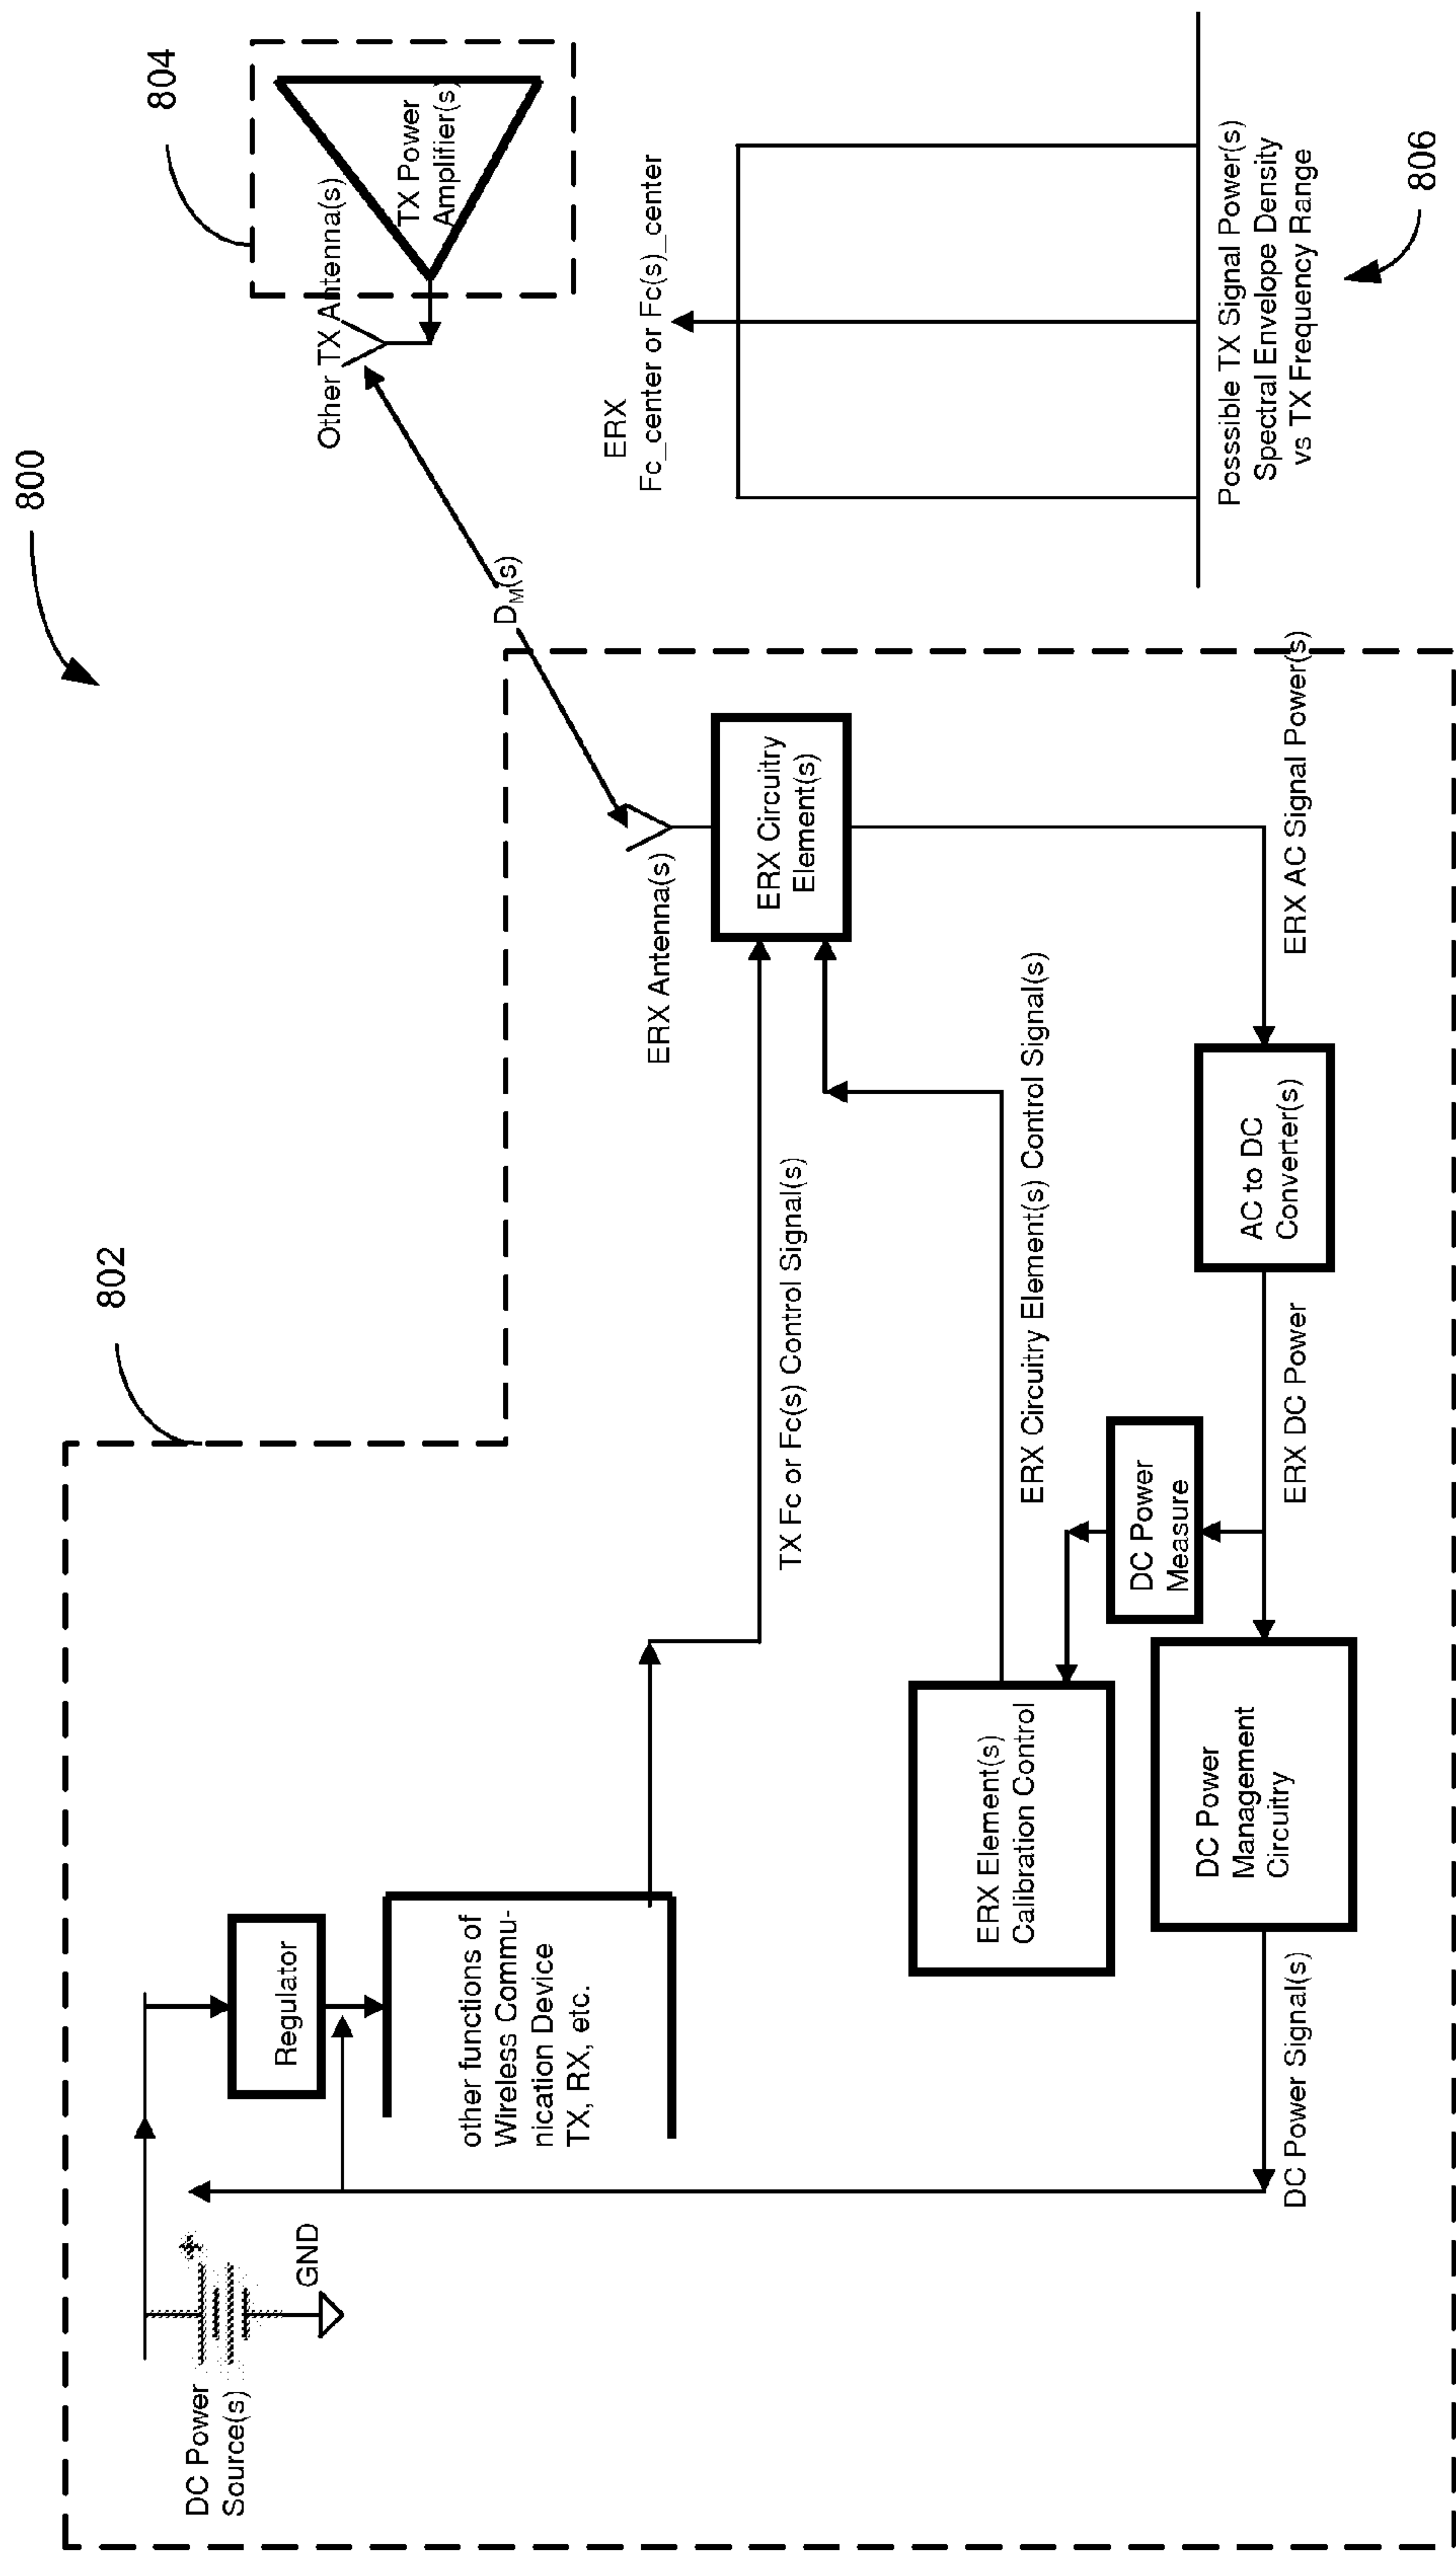 800
802
804
DC Power
Source(s)
GND
Regulator
other functions of
Wireless Commu-
nication Device
TX, RX, etc.
Other TX Antenna(s)
TX Power
Amplifier(s)
DM(s)
ERX Antenna(s)
ERX Circuitry
Element(s)
TX Fc or Fc(s) Control Signal(s)
ERX Circuitry Element(s) Control Signal(s)
ERX Element(s)
Calibration Control
DC Power
Measure
DC Power
Management
Circuitry
AC to DC
Converter(s)
DC Power Signal(s)
ERX DC Power
ERX AC Signal Power(s)
ERX
Fc_center or Fc(s)_center
Posssible TX Signal Power(s)
Spectral Envelope Density
vs TX Frequency Range
806